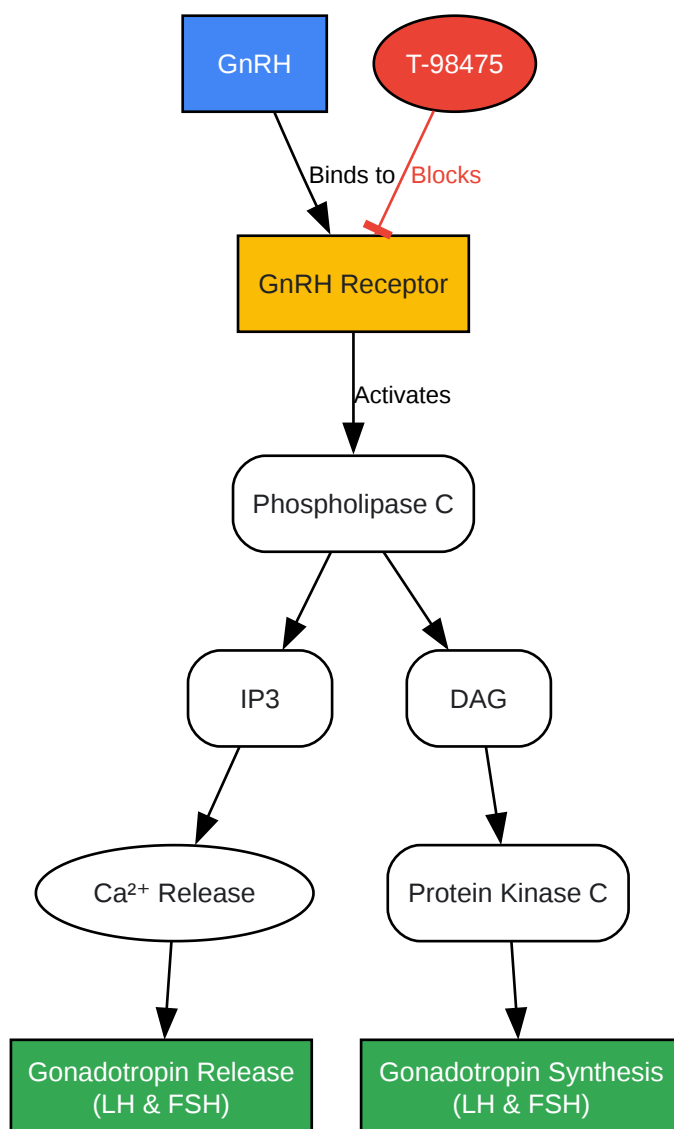 GnRH
T-98475
Binds to
Blocks
GnRH Receptor
Activates
Phospholipase C
IP3
DAG
Ca²⁺ Release
Protein Kinase C
Gonadotropin Release
(LH & FSH)
Gonadotropin Synthesis
(LH & FSH)